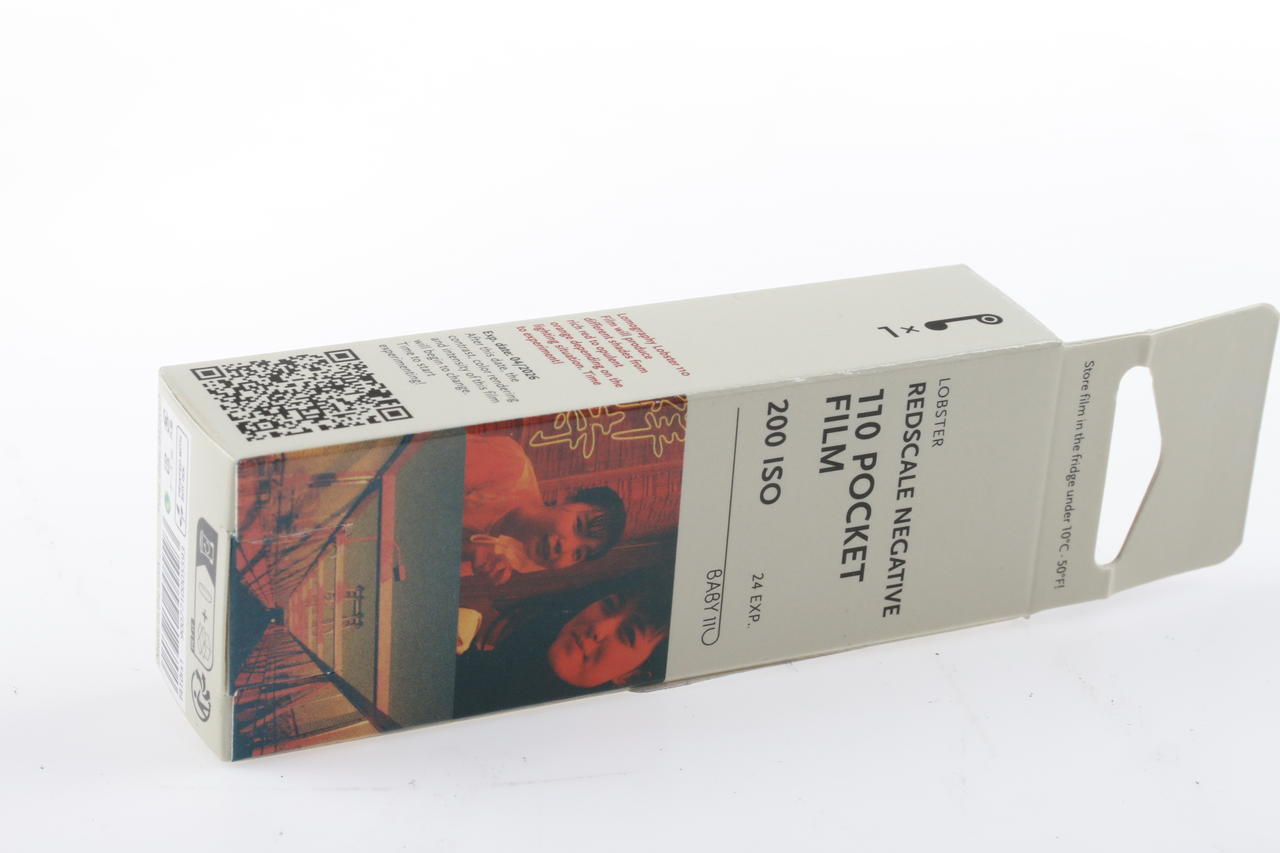 Store film in the fridge under 10°C - 50°F!
LOBSTER
REDSCALE NEGATIVE
110 POCKET
FILM
200 ISO
24 EXP.
BABY 110
1×
Lomography Lobster 110
Film will produce
different shades from
rich red to opulent
orange depending on the
lighting situation. Time
to experiment!
Exp. date: 04/2026
After this date, the
contrast, color rendering
and intensity of this film
will begin to change.
Time to start
experimenting!